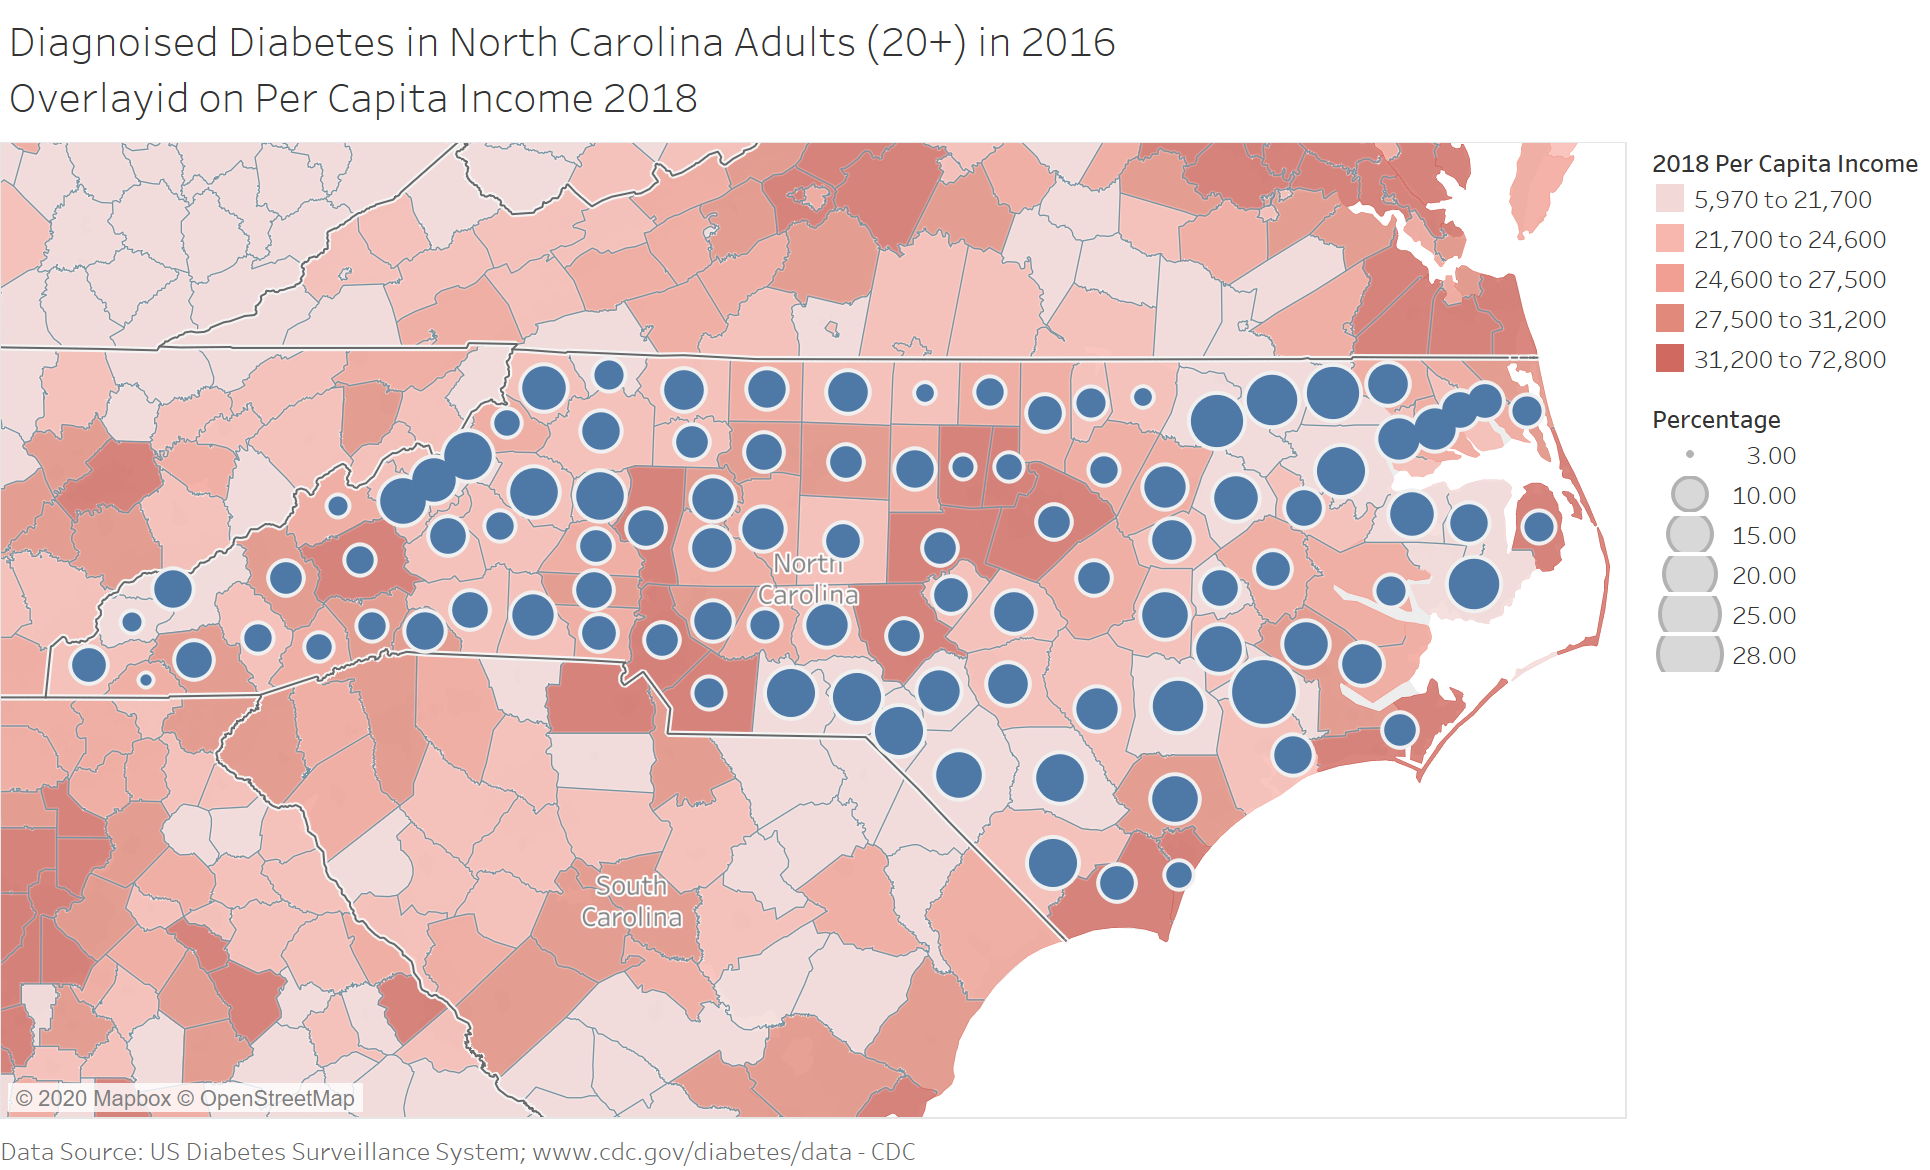 Diagnoised Diabetes in North Carolina Adults (20+) in 2016
Overlayid on Per Capita Income 2018
2018 Per Capita Income
5,970 to 21,700
21,700 to 24,600
24,600 to 27,500
27,500 to 31,200
31,200 to 72,800
Percentage
3.00
10.00
15.00
20.00
25.00
28.00
North
Carolina
South
Carolina
© 2020 Mapbox © OpenStreetMap
Data Source: US Diabetes Surveillance System; www.cdc.gov/diabetes/data - CDC